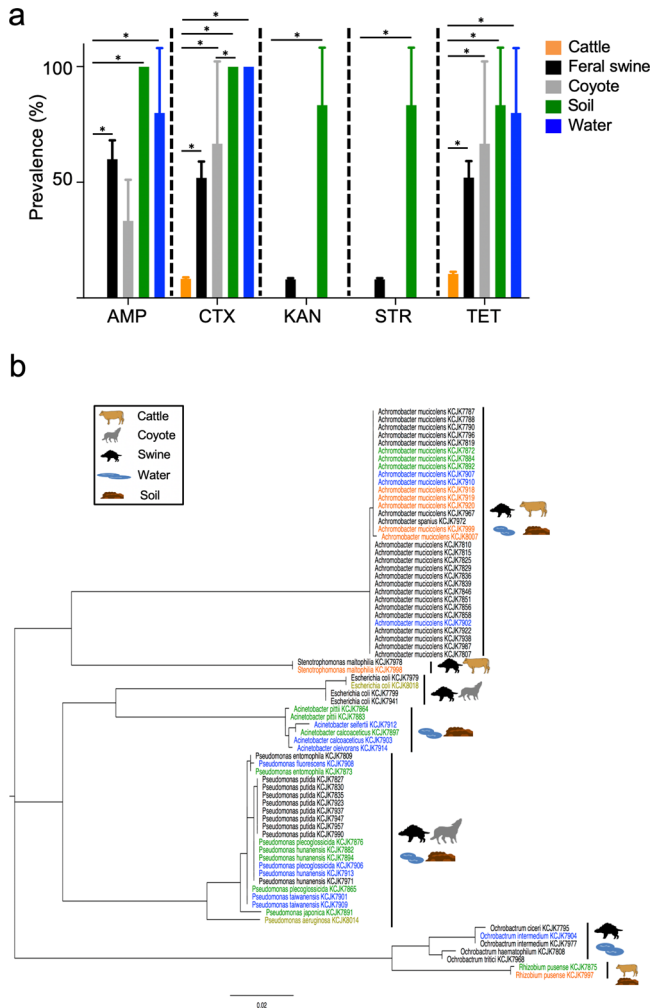 a
Prevalence (%)
100
50
* * * * * * * * * * * * * *
AMP CTX KAN STR TET
Cattle
Feral swine
Coyote
Soil
Water
b
Cattle
Coyote
Swine
Water
Soil
Achromobacter mucicolens KCJK7787
Achromobacter mucicolens KCJK7788
Achromobacter mucicolens KCJK7790
Achromobacter mucicolens KCJK7796
Achromobacter mucicolens KCJK7819
Achromobacter mucicolens KCJK7872
Achromobacter mucicolens KCJK7884
Achromobacter mucicolens KCJK7892
Achromobacter mucicolens KCJK7907
Achromobacter mucicolens KCJK7910
Achromobacter mucicolens KCJK7918
Achromobacter mucicolens KCJK7919
Achromobacter mucicolens KCJK7920
Achromobacter mucicolens KCJK7967
Achromobacter spanius KCJK7972
Achromobacter mucicolens KCJK7999
Achromobacter mucicolens KCJK8007
Achromobacter mucicolens KCJK7810
Achromobacter mucicolens KCJK7815
Achromobacter mucicolens KCJK7825
Achromobacter mucicolens KCJK7829
Achromobacter mucicolens KCJK7836
Achromobacter mucicolens KCJK7839
Achromobacter mucicolens KCJK7846
Achromobacter mucicolens KCJK7851
Achromobacter mucicolens KCJK7856
Achromobacter mucicolens KCJK7858
Achromobacter mucicolens KCJK7902
Achromobacter mucicolens KCJK7922
Achromobacter mucicolens KCJK7938
Achromobacter mucicolens KCJK7987
Achromobacter mucicolens KCJK7807
Stenotrophomonas maltophilia KCJK7978
Stenotrophomonas maltophilia KCJK7998
Escherichia coli KCJK7979
Escherichia coli KCJK8018
Escherichia coli KCJK7799
Escherichia coli KCJK7941
Acinetobacter pittii KCJK7864
Acinetobacter pittii KCJK7883
Acinetobacter seifertii KCJK7912
Acinetobacter calcoaceticus KCJK7897
Acinetobacter calcoaceticus KCJK7903
Acinetobacter oleivorans KCJK7914
Pseudomonas entomophila KCJK7809
Pseudomonas fluorescens KCJK7908
Pseudomonas entomophila KCJK7873
Pseudomonas putida KCJK7827
Pseudomonas putida KCJK7830
Pseudomonas putida KCJK7835
Pseudomonas putida KCJK7923
Pseudomonas putida KCJK7937
Pseudomonas putida KCJK7947
Pseudomonas putida KCJK7957
Pseudomonas putida KCJK7990
Pseudomonas plecoglossicida KCJK7876
Pseudomonas hunanensis KCJK7882
Pseudomonas hunanensis KCJK7894
Pseudomonas plecoglossicida KCJK7906
Pseudomonas hunanensis KCJK7913
Pseudomonas hunanensis KCJK7971
Pseudomonas plecoglossicida KCJK7865
Pseudomonas taiwanensis KCJK7901
Pseudomonas taiwanensis KCJK7909
Pseudomonas japonica KCJK7891
Pseudomonas aeruginosa KCJK8014
Ochrobactrum ciceri KCJK7795
Ochrobactrum intermedium KCJK7904
Ochrobactrum intermedium KCJK7977
Ochrobactrum haematophilum KCJK7808
Ochrobactrum tritici KCJK7968
Rhizobium pusense KCJK7875
Rhizobium pusense KCJK7997
0.02